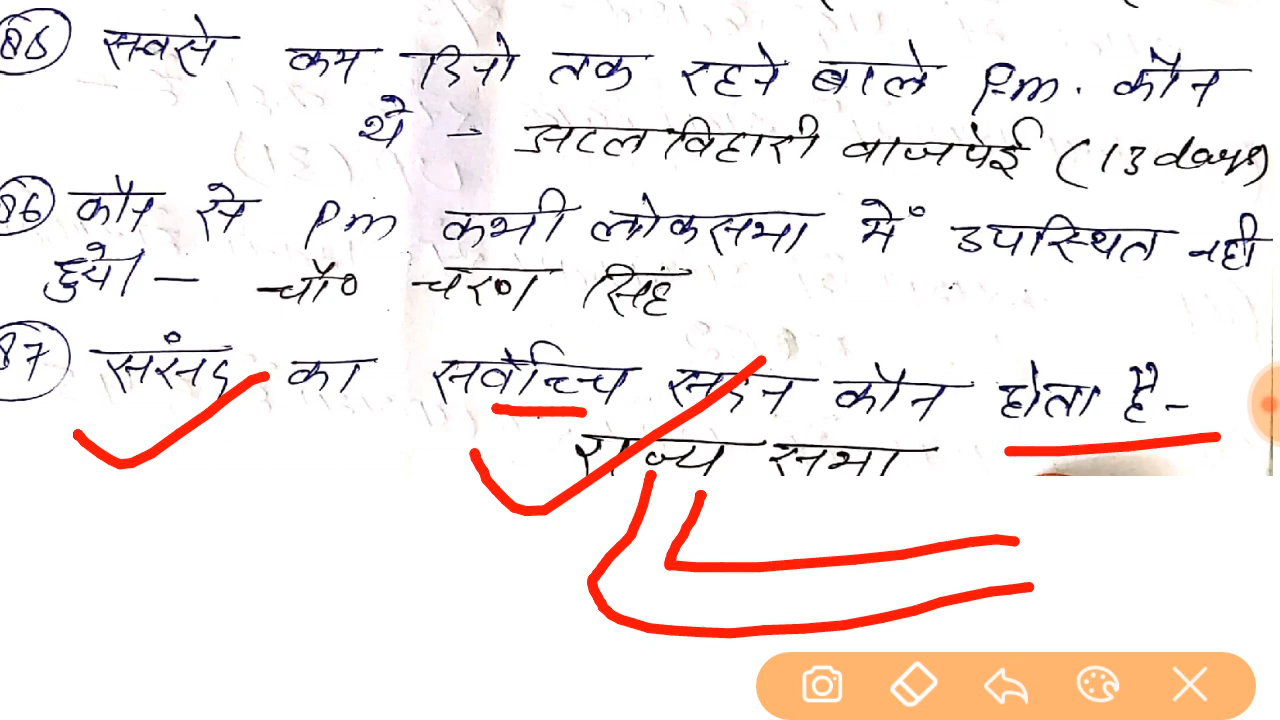 85 सबसे कम दिनो तक रहने वाले Pm. कौन
थे - अटल बिहारी वाजपेई (13 days)
86 कौन से Pm कभी लोकसभा में उपस्थित नही
हुये। - चौ० चरण सिंह
87 संसद का सर्वोच्च सदन कौन होता है -
राज्य सभा